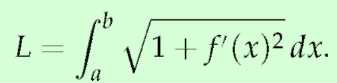 L = ∫_a^b √(1 + f′(x)²) dx.